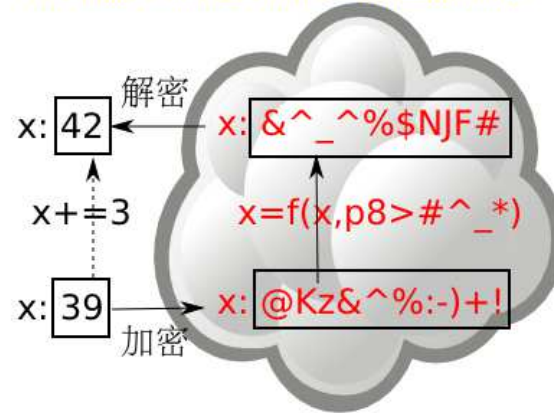 解密
x: 42
x: &^_^%$NJF#
x+=3
x=f(x,p8>#^_*)
x: 39
x: @Kz&^%:-)+!
加密